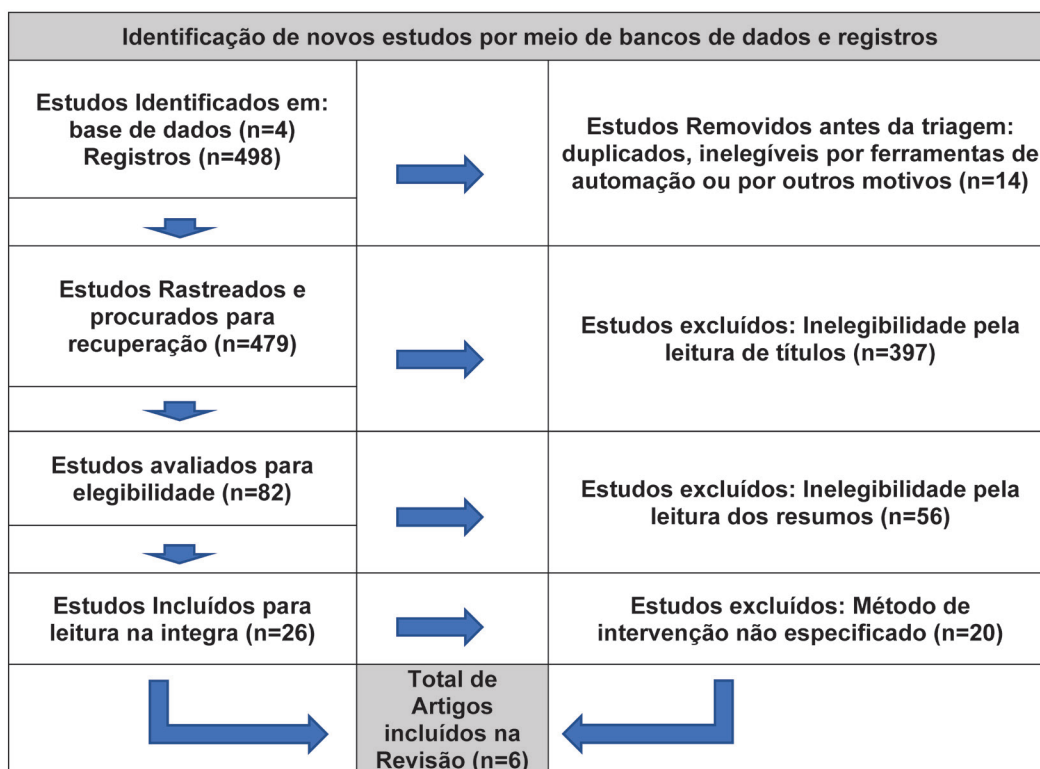 Identificação de novos estudos por meio de bancos de dados e registros
Estudos Identificados em:
base de dados (n=4)
Registros (n=498)
Estudos Removidos antes da triagem:
duplicados, inelegíveis por ferramentas de
automação ou por outros motivos (n=14)
Estudos Rastreados e
procurados para
recuperação (n=479)
Estudos excluídos: Inelegibilidade pela
leitura de títulos (n=397)
Estudos avaliados para
elegibilidade (n=82)
Estudos excluídos: Inelegibilidade pela
leitura dos resumos (n=56)
Estudos Incluídos para
leitura na integra (n=26)
Estudos excluídos: Método de
intervenção não especificado (n=20)
Total de
Artigos
incluídos na
Revisão (n=6)